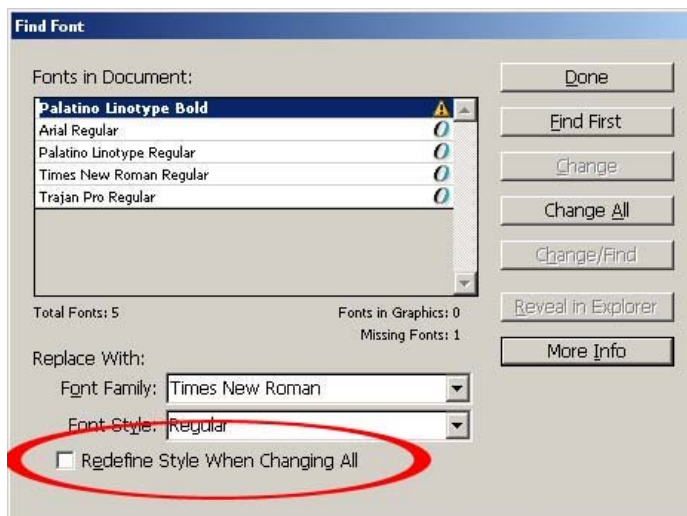 Find Font
Fonts in Document:
Palatino Linotype Bold
Arial Regular
Palatino Linotype Regular
Times New Roman Regular
Trajan Pro Regular
Total Fonts: 5
Fonts in Graphics: 0
Missing Fonts: 1
Replace With:
Font Family: Times New Roman
Font Style: Regular
Redefine Style When Changing All
Done
Find First
Change
Change All
Change/Find
Reveal in Explorer
More Info